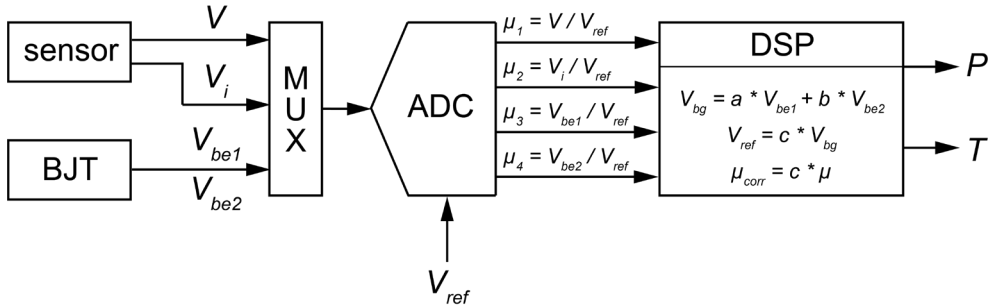 sensor
V
V_i
BJT
V_be1
V_be2
MUX
ADC
V_ref
μ_1 = V / V_ref
μ_2 = V_i / V_ref
μ_3 = V_be1 / V_ref
μ_4 = V_be2 / V_ref
DSP
V_bg = a * V_be1 + b * V_be2
V_ref = c * V_bg
μ_corr = c * μ
P
T